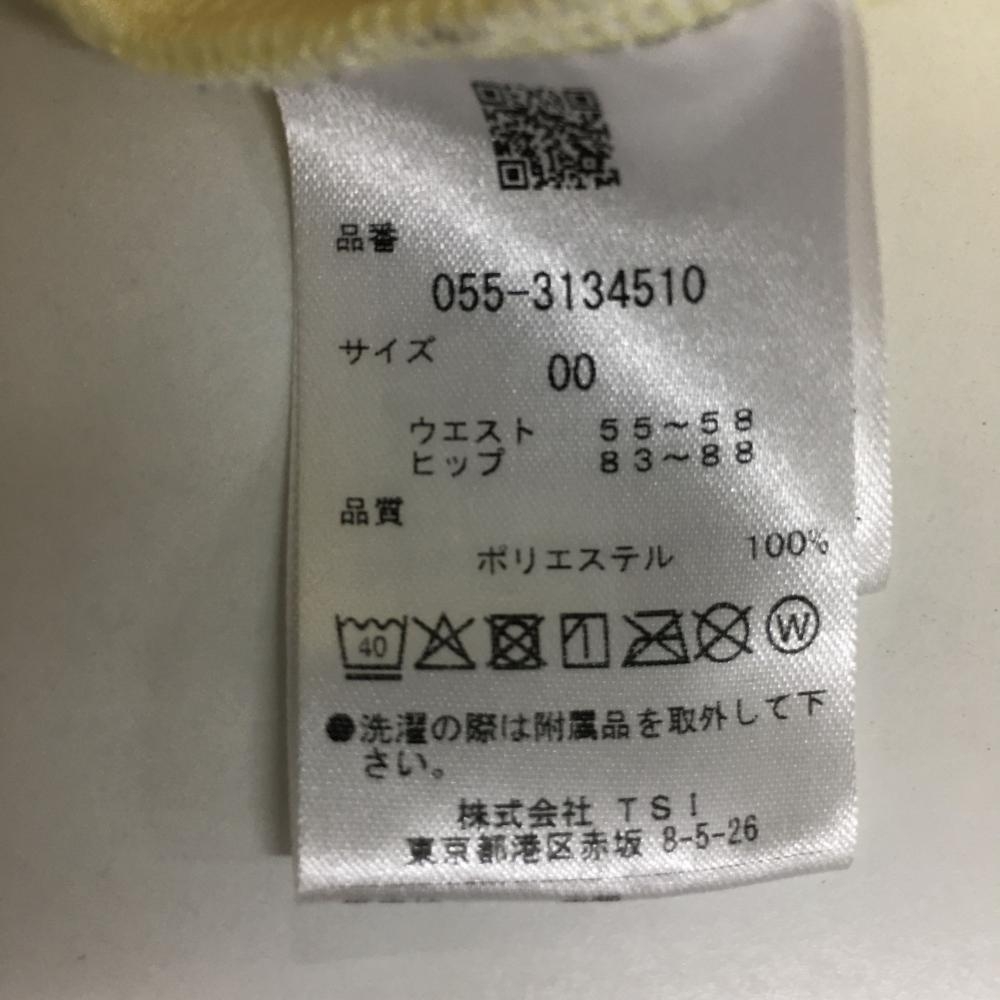 品番
055-3134510
サイズ
00
ウエスト 55~58
ヒップ 83~88
品質
ポリエステル 100%
40
W
●洗濯の際は附属品を取外して下
さい。
株式会社 TSI
東京都港区赤坂 8-5-26